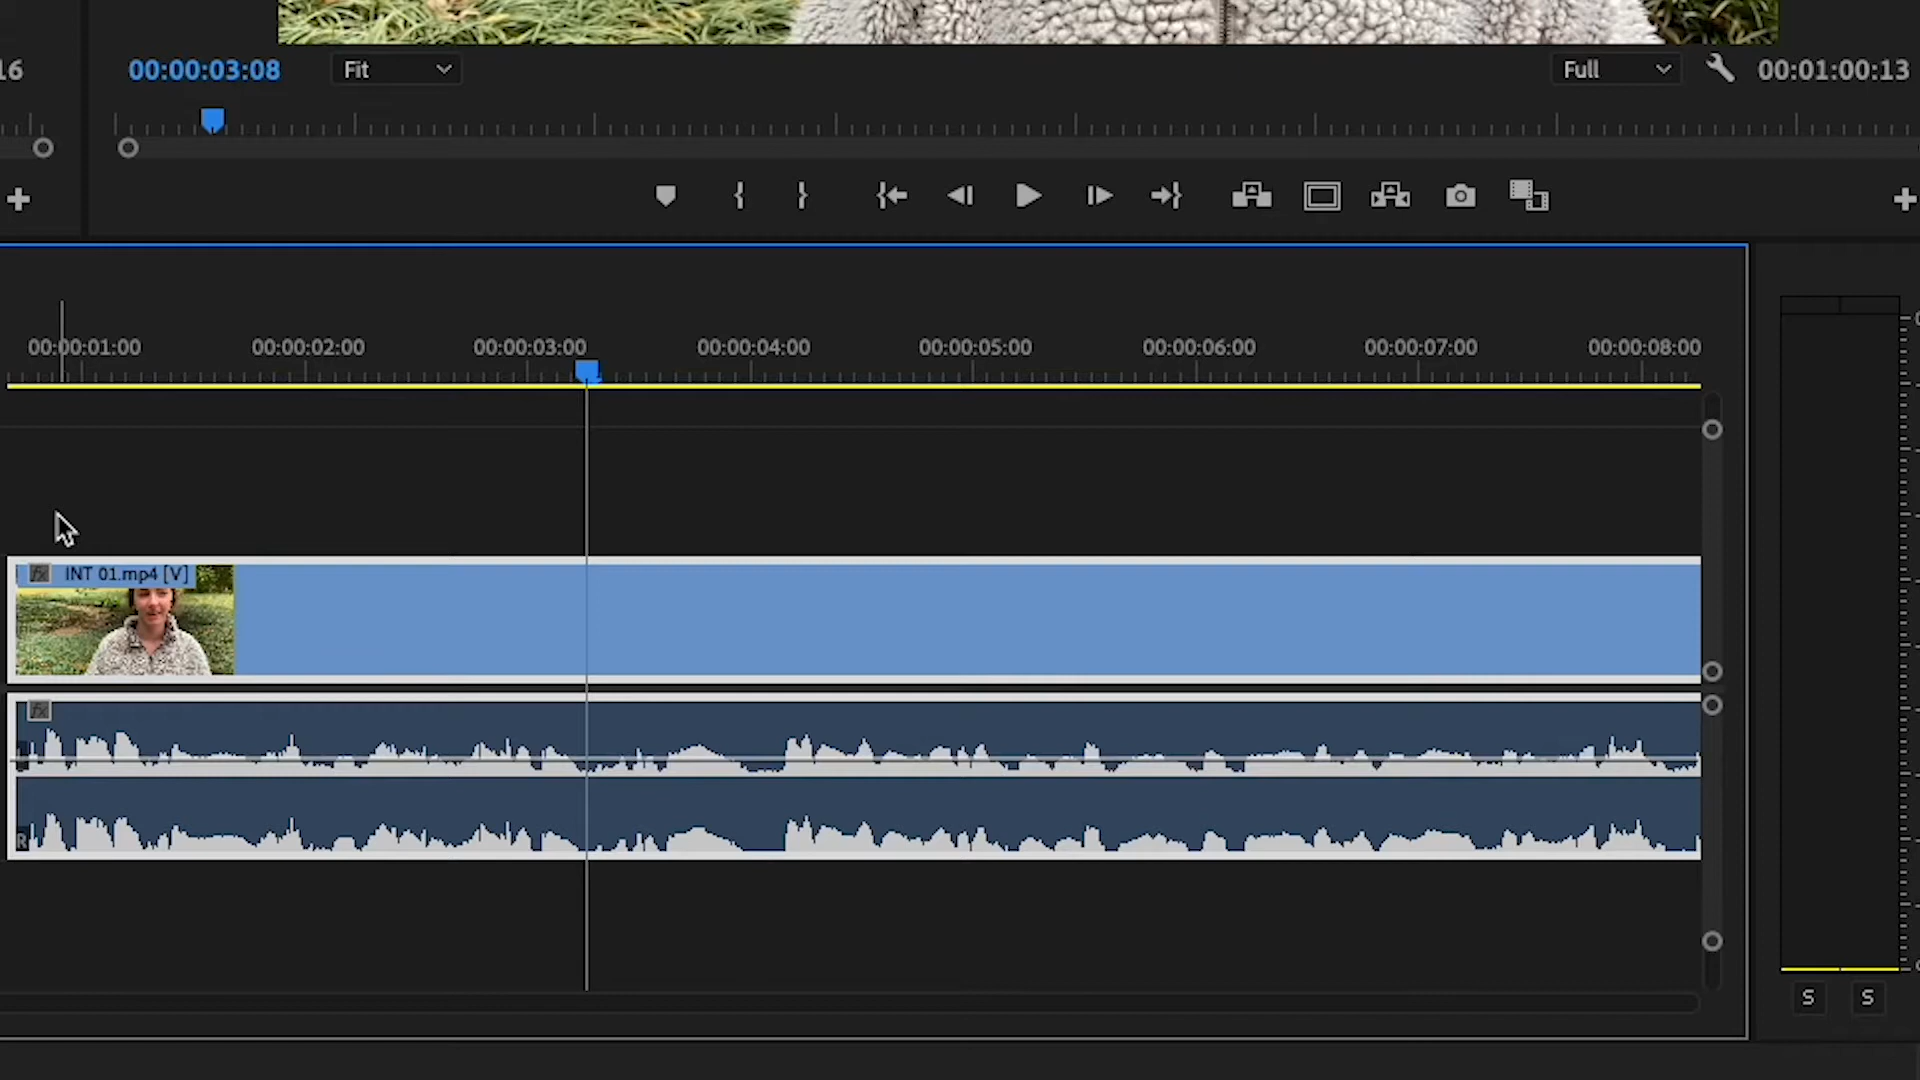 16
00:00:03:08
Fit
Full
00:01:00:13
00:00:01:00
00:00:02:00
00:00:03:00
00:00:04:00
00:00:05:00
00:00:06:00
00:00:07:00
00:00:08:00
fx INT 01.mp4 [V]
fx
R
S S